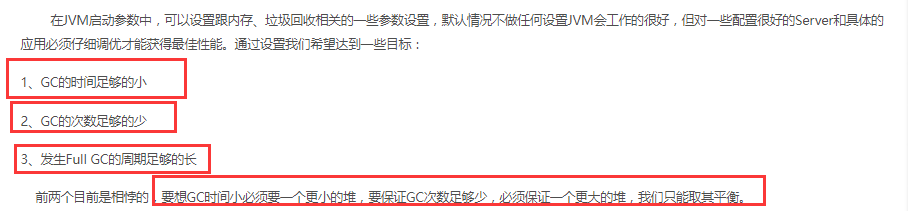 在JVM启动参数中，可以设置跟内存、垃圾回收相关的一些参数设置，默认情况不做任何设置JVM会工作的很好，但对一些配置很好的Server和具体的
应用必须仔细调优才能获得最佳性能。通过设置我们希望达到一些目标：
1、GC的时间足够的小
2、GC的次数足够的少
3、发生Full GC的周期足够的长
前两个目前是相悖的，要想GC时间小必须要一个更小的堆，要保证GC次数足够少，必须保证一个更大的堆，我们只能取其平衡。